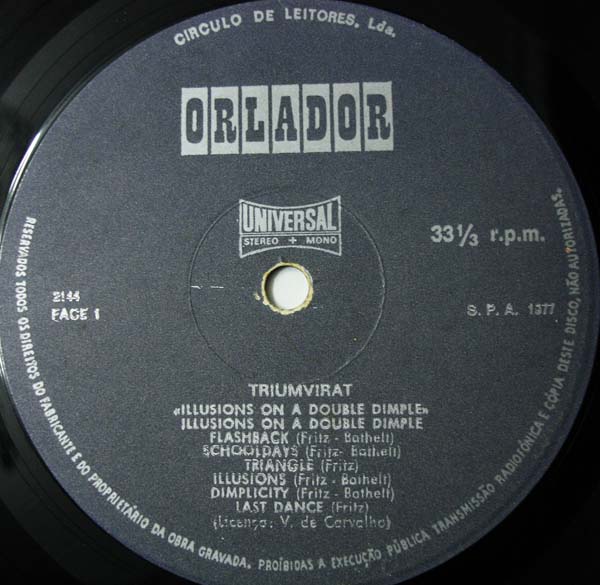 CIRCULO DE LEITORES, Lda.
ORLADOR
UNIVERSAL
STEREO + MONO
33 1/3 r.p.m.
2144
FACE 1
S. P. A. 1377
TRIUMVIRAT
«ILLUSIONS ON A DOUBLE DIMPLE»
ILLUSIONS ON A DOUBLE DIMPLE
FLASHBACK (Fritz - Bathelt)
SCHOOLDAYS (Fritz - Bathelt)
TRIANGLE (Fritz)
ILLUSIONS (Fritz - Bathelt)
DIMPLICITY (Fritz - Bathelt)
LAST DANCE (Fritz)
(Licença: V. de Carvalho)
RESERVADOS TODOS OS DIREITOS DO FABRICANTE E DO PROPRIETÁRIO DA OBRA GRAVADA. PROÍBIDAS A EXECUÇÃO PÚBLICA TRANSMISSÃO RADIOFÓNICA E CÓPIA DESTE DISCO, NÃO AUTORIZADAS.